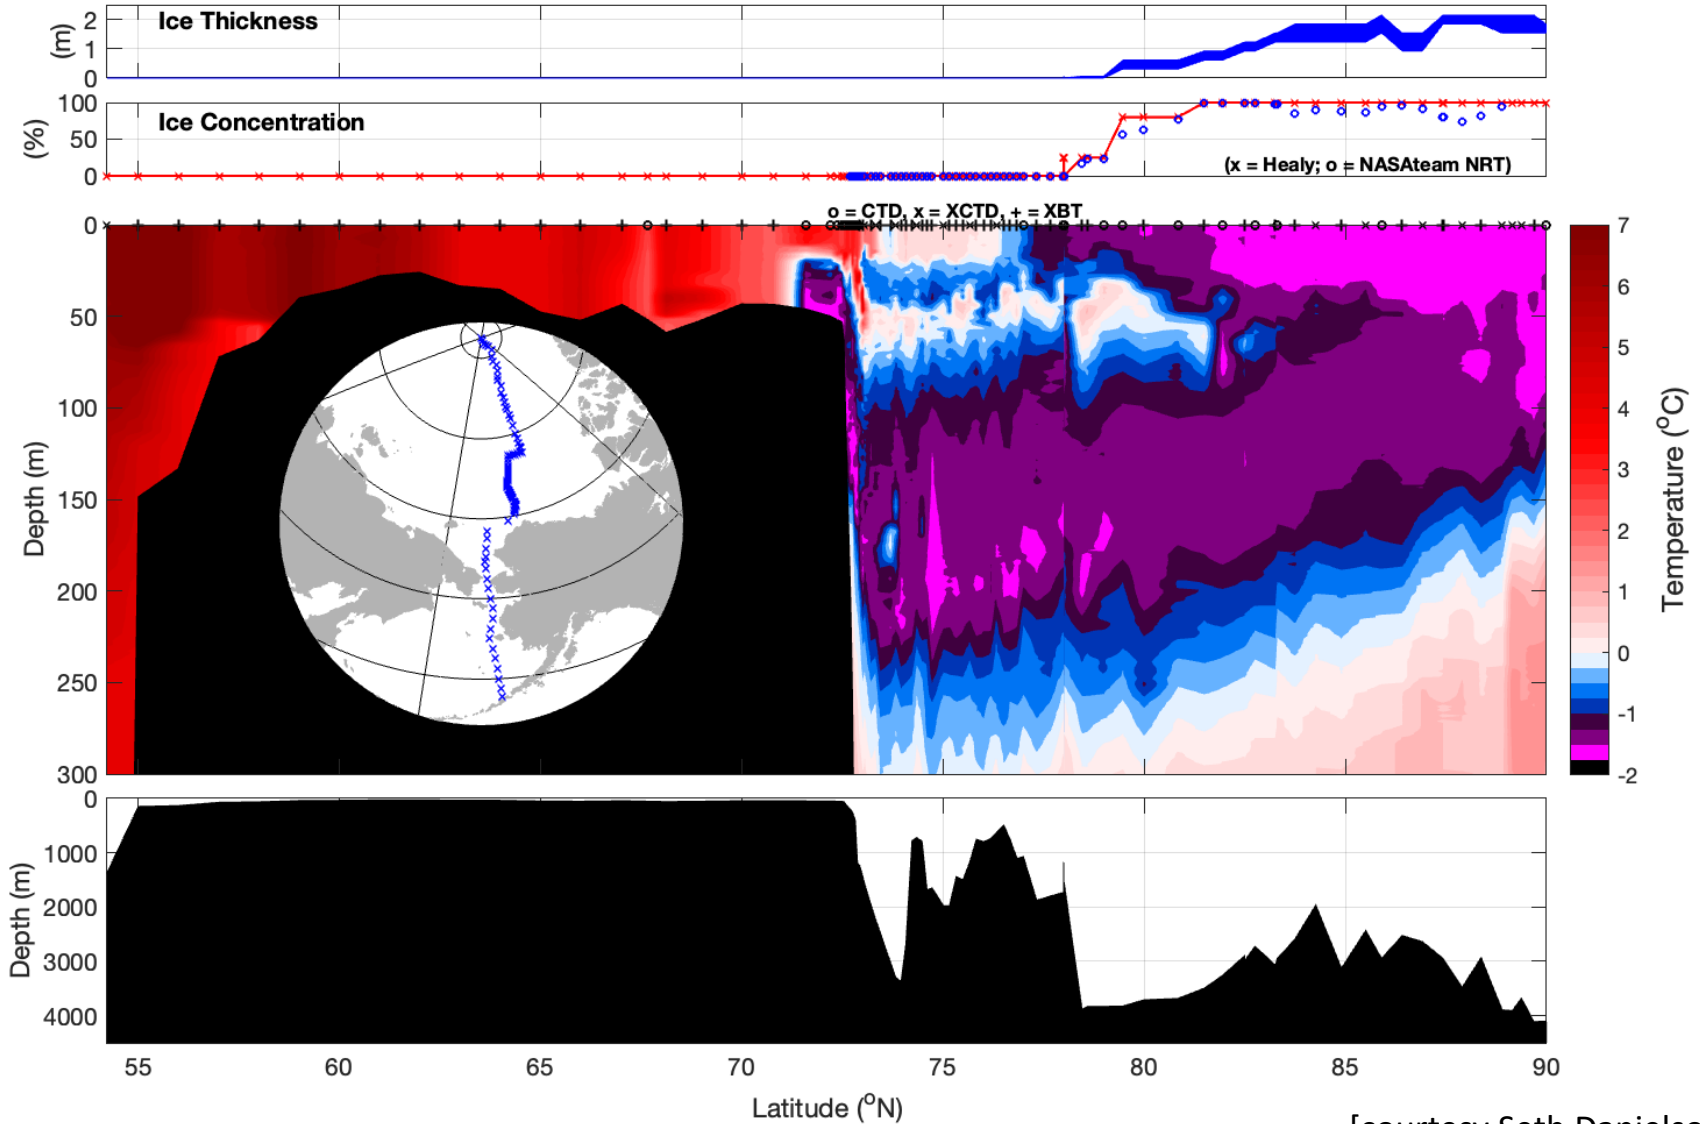 Ice Thickness
2
1
0
(m)
Ice Concentration
100
50
0
(%)
(x = Healy; o = NASAteam NRT)
o = CTD, x = XCTD, + = XBT
0
50
100
150
200
250
300
Depth (m)
7
6
5
4
3
2
1
0
-1
-2
Temperature (°C)
0
1000
2000
3000
4000
Depth (m)
55 60 65 70 75 80 85 90
Latitude (°N)
[courtesy Seth